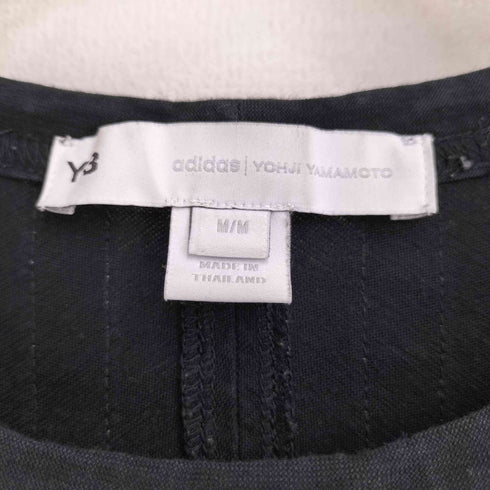 Y-3 adidas | YOHJI YAMAMOTO
M/M
MADE IN
THAILAND